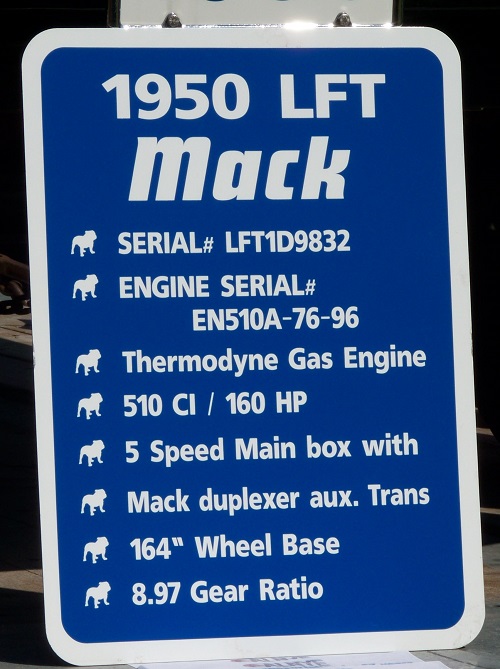 1950 LFT
Mack
SERIAL# LFT1D9832
ENGINE SERIAL#
EN510A-76-96
Thermodyne Gas Engine
510 CI / 160 HP
5 Speed Main box with
Mack duplexer aux. Trans
164" Wheel Base
8.97 Gear Ratio